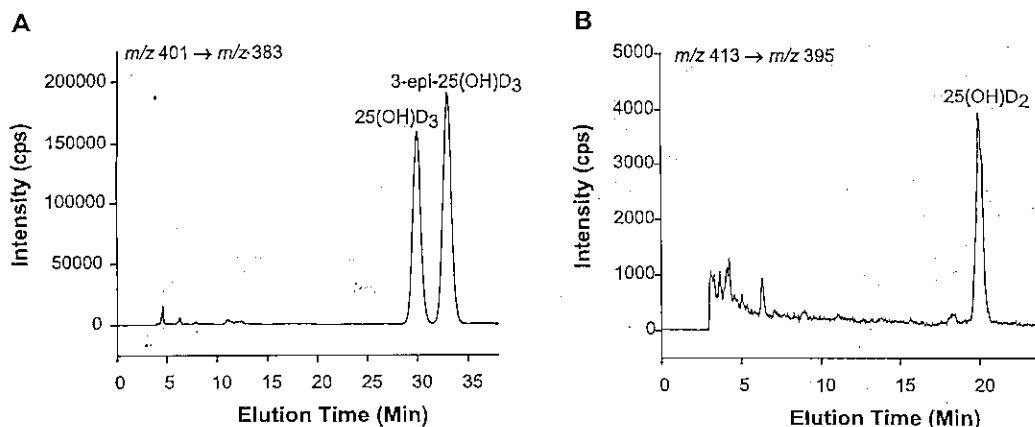 A
m/z 401 → m/z 383
200000
150000
100000
50000
0
Intensity (cps)
25(OH)D₃
3-epi-25(OH)D₃
0 5 10 15 20 25 30 35
Elution Time (Min)
B
m/z 413 → m/z 395
5000
4000
3000
2000
1000
0
Intensity (cps)
25(OH)D₂
0 5 10 15 20
Elution Time (Min)